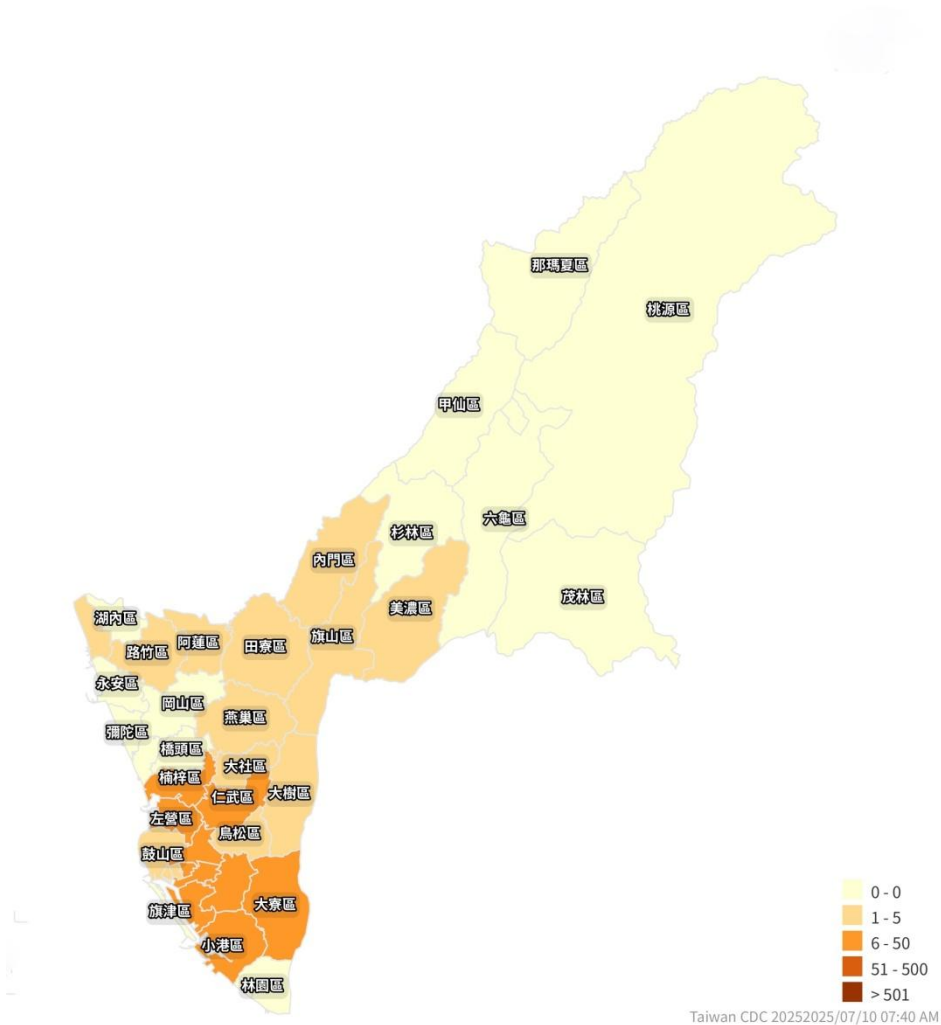 那瑪夏區
桃源區
甲仙區
六龜區
杉林區
內門區
茂林區
美濃區
湖內區
旗山區
阿蓮區
田寮區
路竹區
永安區
岡山區
燕巢區
彌陀區
橋頭區
大社區
楠梓區
大樹區
仁武區
左營區
鳥松區
鼓山區
大寮區
旗津區
小港區
林園區
0 - 0
1 - 5
6 - 50
51 - 500
> 501
Taiwan CDC 20252025/07/10 07:40 AM